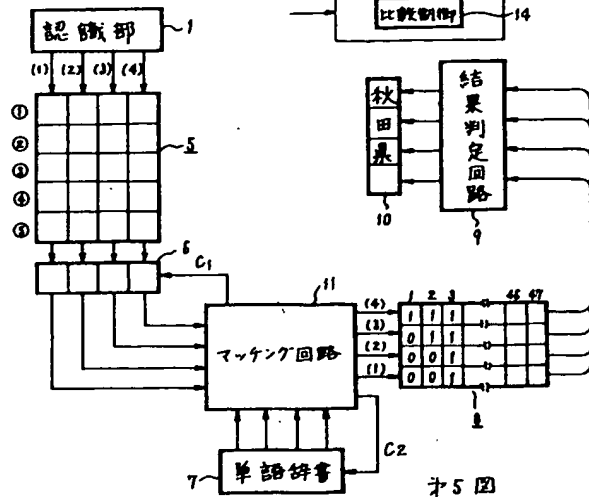 比較制御 14
認識部 1
(1) (2) (3) (4)
①
②
③
④
⑤
5
6
C1
秋
田
県
10
結果判定回路
9
11
マッチング回路
(4)
(3)
(2)
(1)
1 2 3 46 47
1 1 1
0 1 1
0 0 1
0 0 1
8
C2
7 単語辞書
才5図